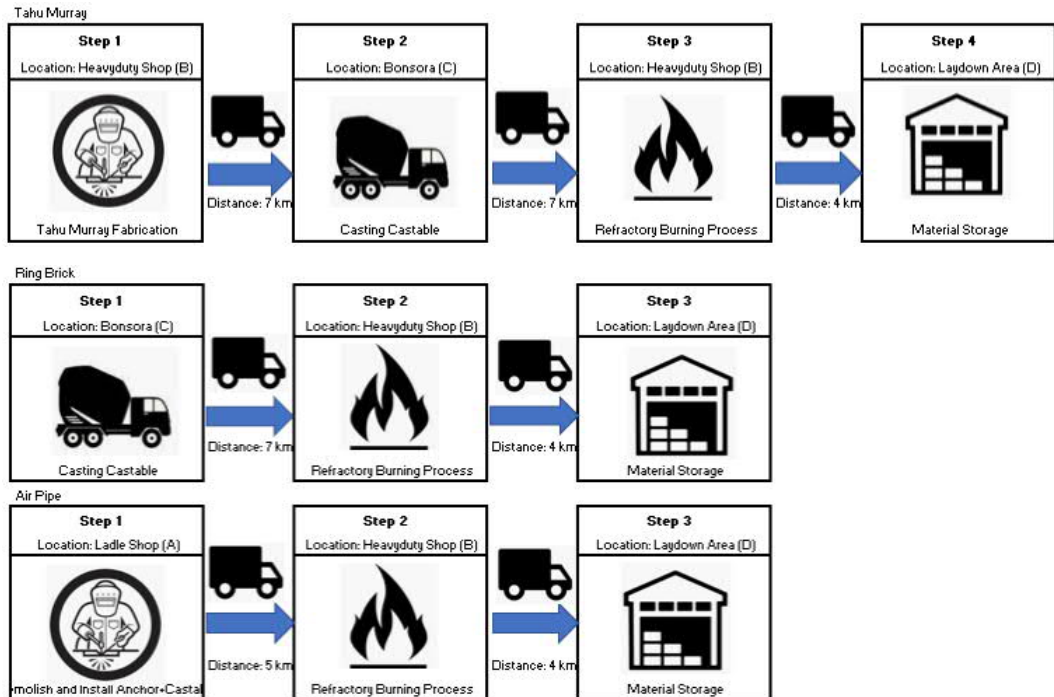 Tahu Murray
Step 1
Location: Heavyduty Shop (B)
Tahu Murray Fabrication
Distance: 7 km
Step 2
Location: Bonsora (C)
Casting Castable
Distance: 7 km
Step 3
Location: Heavyduty Shop (B)
Refractory Burning Process
Distance: 4 km
Step 4
Location: Laydown Area (D)
Material Storage
Ring Brick
Step 1
Location: Bonsora (C)
Casting Castable
Distance: 7 km
Step 2
Location: Heavyduty Shop (B)
Refractory Burning Process
Distance: 4 km
Step 3
Location: Laydown Area (D)
Material Storage
Air Pipe
Step 1
Location: Ladle Shop (A)
molish and Install Anchor+Castal
Distance: 5 km
Step 2
Location: Heavyduty Shop (B)
Refractory Burning Process
Distance: 4 km
Step 3
Location: Laydown Area (D)
Material Storage